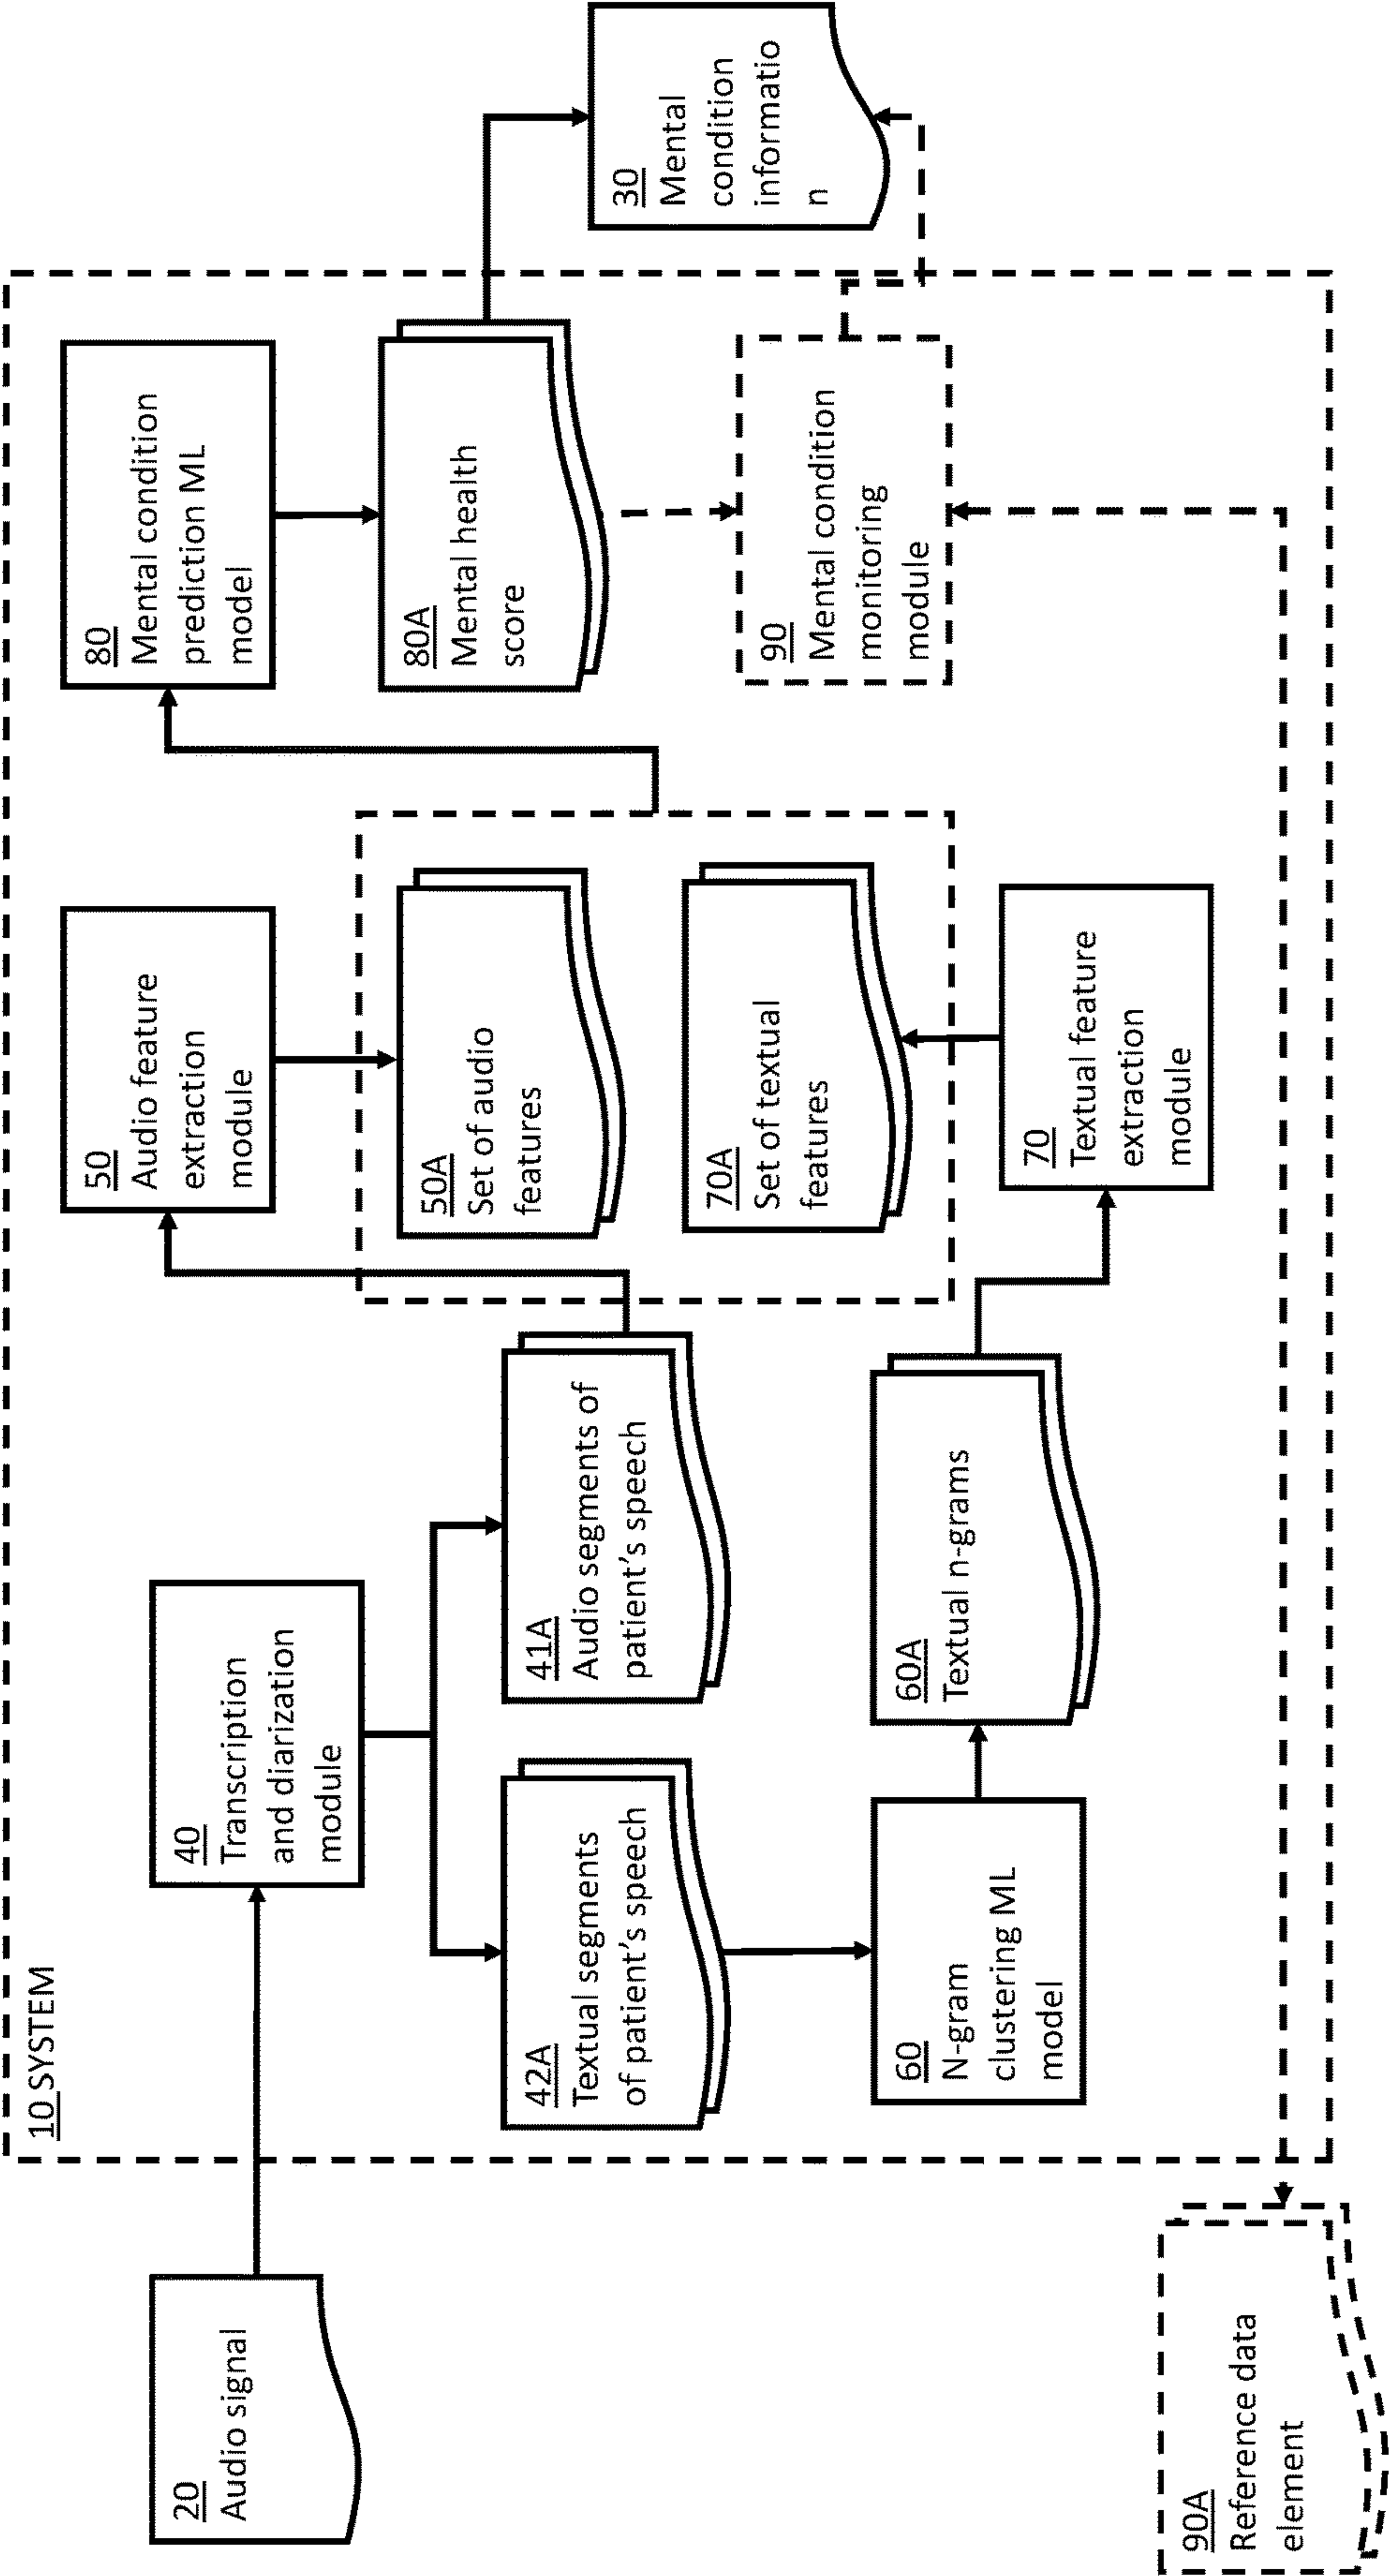 10 SYSTEM
20
Audio signal
40
Transcription
and diarization
module
42A
Textual segments
of patient's speech
41A
Audio segments of
patient's speech
60
N-gram
clustering ML
model
60A
Textual n-grams
50
Audio feature
extraction
module
50A
Set of audio
features
70A
Set of textual
features
70
Textual feature
extraction
module
80
Mental condition
prediction ML
model
80A
Mental health
score
90
Mental condition
monitoring
module
30
Mental
condition
informatio
n
90A
Reference data
element